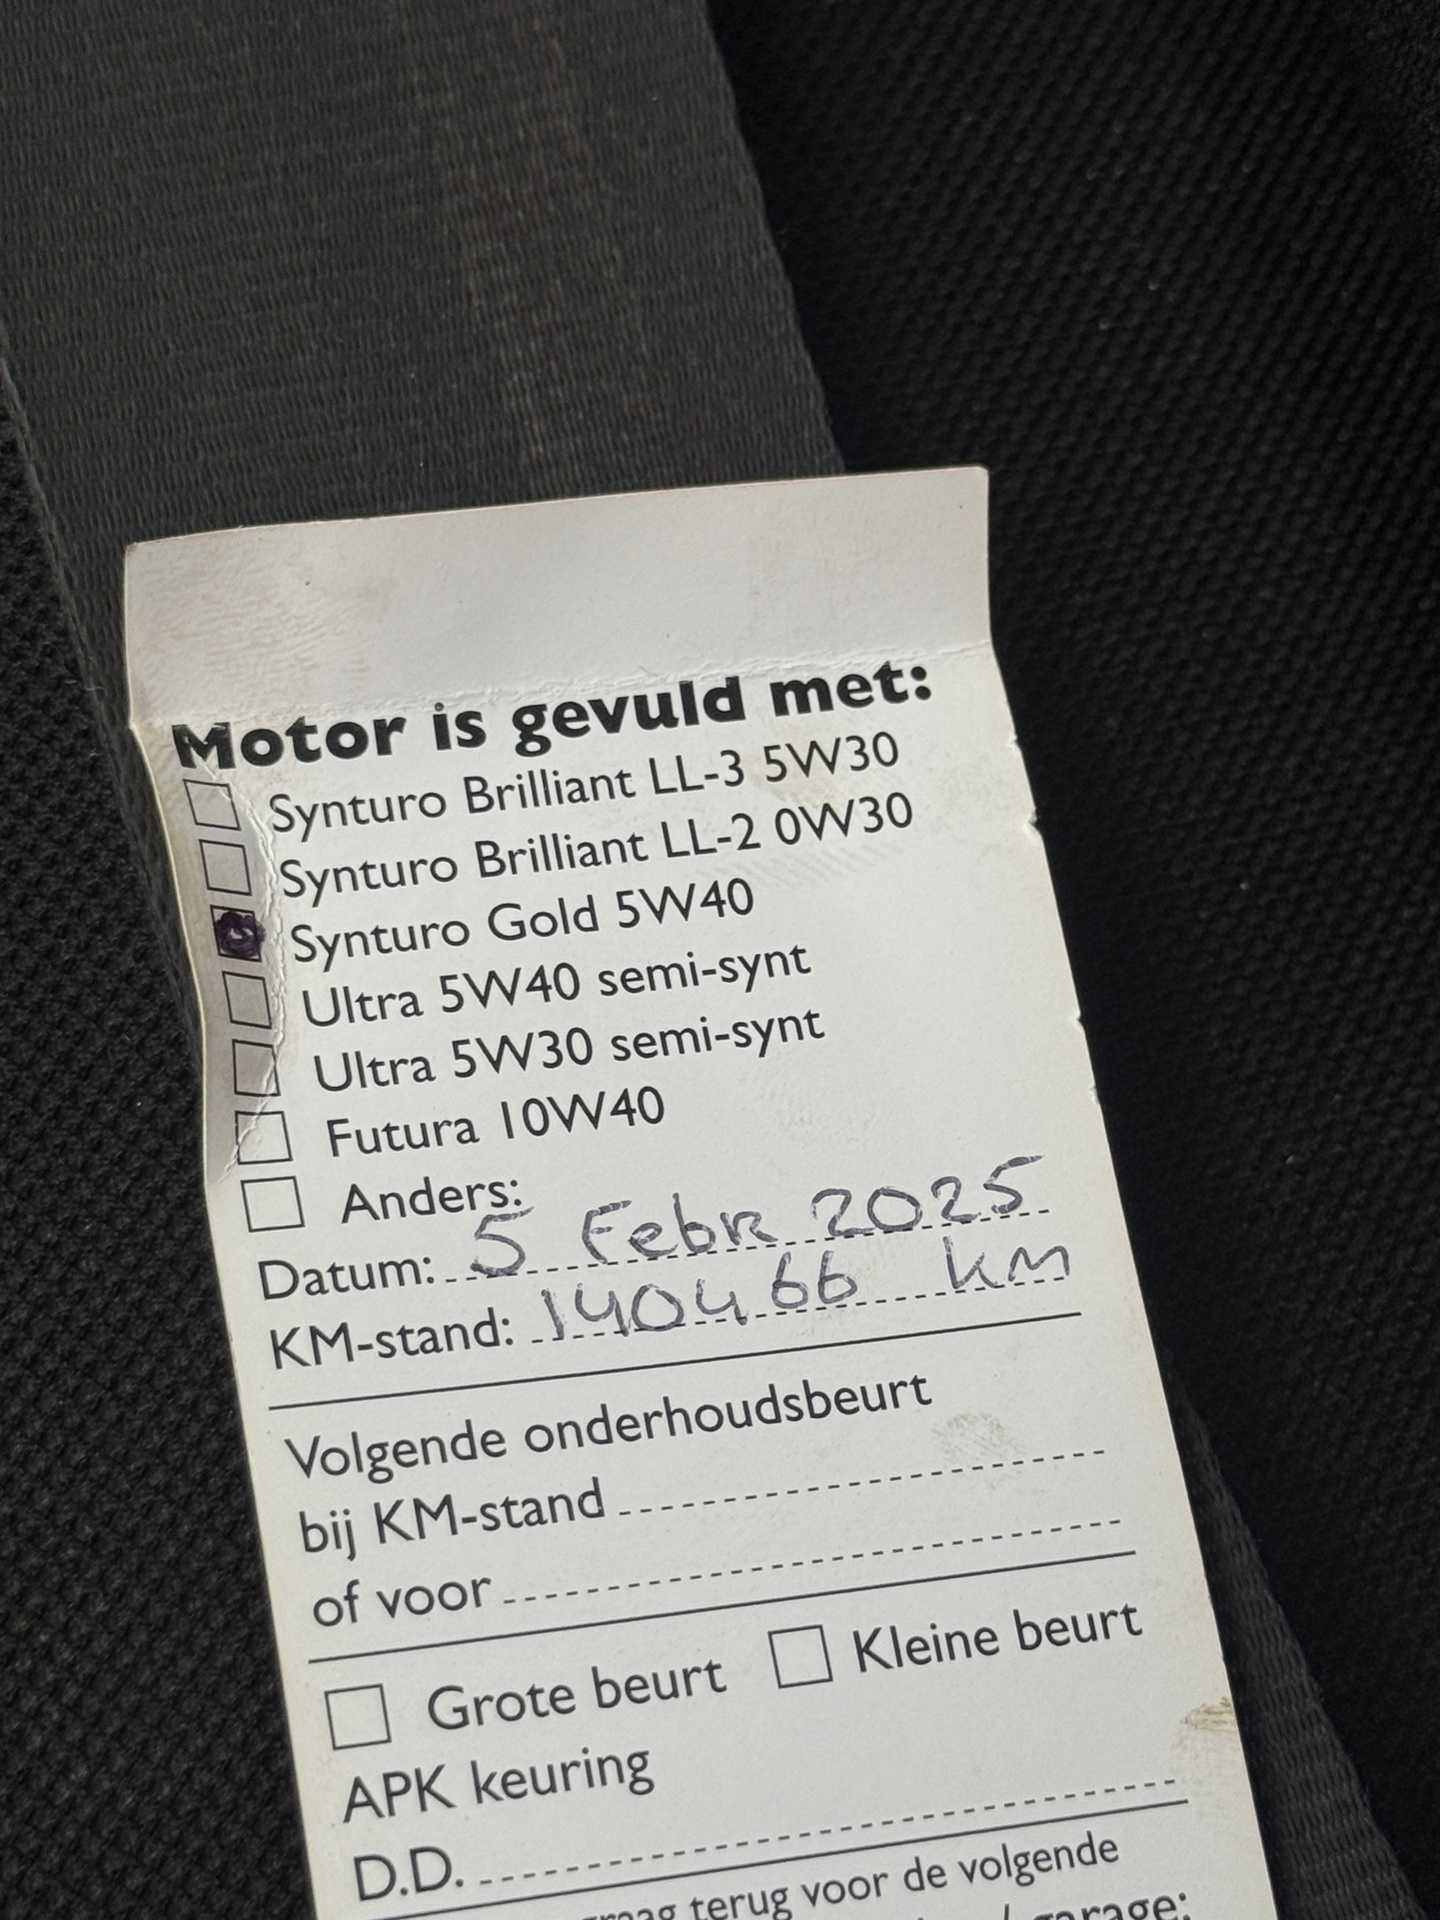 Motor is gevuld met:
Synturo Brilliant LL-3 5W30
Synturo Brilliant LL-2 0W30
Synturo Gold 5W40
Ultra 5W40 semi-synt
Ultra 5W30 semi-synt
Futura 10W40
Anders:
Datum: 5 Febr 2025
KM-stand: 140466 km
Volgende onderhoudsbeurt
bij KM-stand
of voor
Grote beurt Kleine beurt
APK keuring
D.D.
terug voor de volgende
garage: